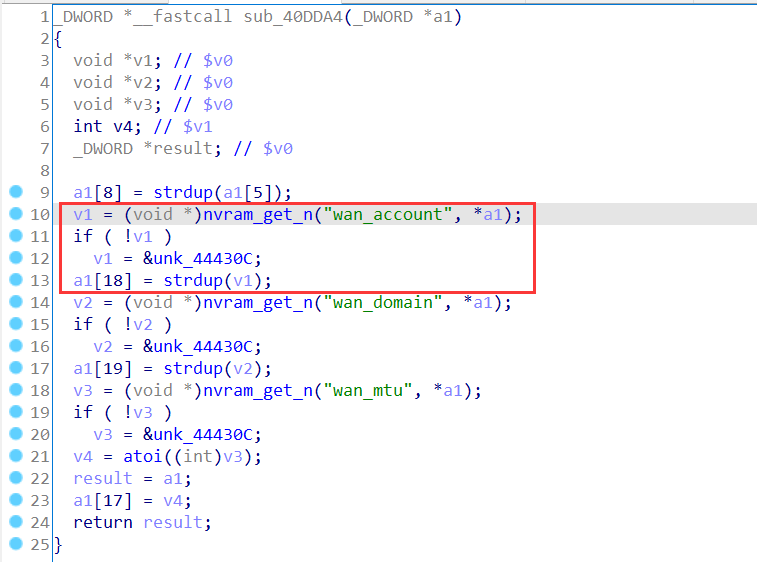 1 _DWORD *__fastcall sub_40DDA4(_DWORD *a1)
2 {
3 void *v1; // $v0
4 void *v2; // $v0
5 void *v3; // $v0
6 int v4; // $v1
7 _DWORD *result; // $v0
8
9 a1[8] = strdup(a1[5]);
10 v1 = (void *)nvram_get_n("wan_account", *a1);
11 if ( !v1 )
12 v1 = &unk_44430C;
13 a1[18] = strdup(v1);
14 v2 = (void *)nvram_get_n("wan_domain", *a1);
15 if ( !v2 )
16 v2 = &unk_44430C;
17 a1[19] = strdup(v2);
18 v3 = (void *)nvram_get_n("wan_mtu", *a1);
19 if ( !v3 )
20 v3 = &unk_44430C;
21 v4 = atoi((int)v3);
22 result = a1;
23 a1[17] = v4;
24 return result;
25 }